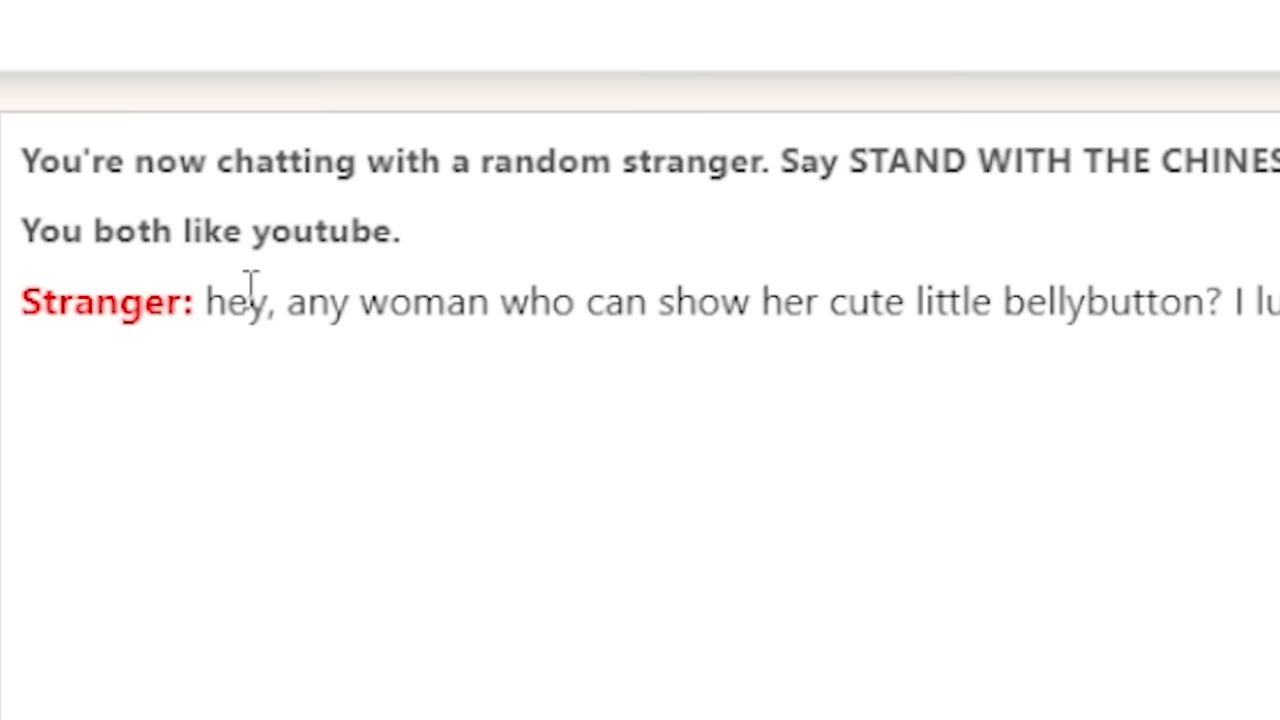 You're now chatting with a random stranger. Say STAND WITH THE
You both like youtube.
Stranger: hey, any woman who can show her cute little bellybutton? I